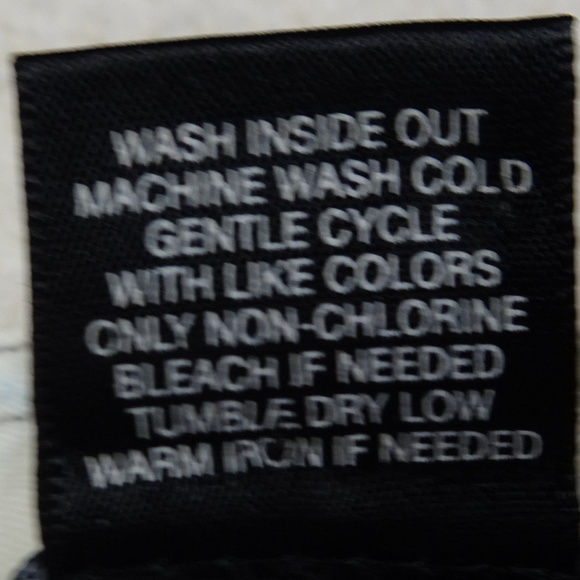 WASH INSIDE OUT
MACHINE WASH COLD
GENTLE CYCLE
WITH LIKE COLORS
ONLY NON-CHLORINE
BLEACH IF NEEDED
TUMBLE DRY LOW
WARM IRON IF NEEDED